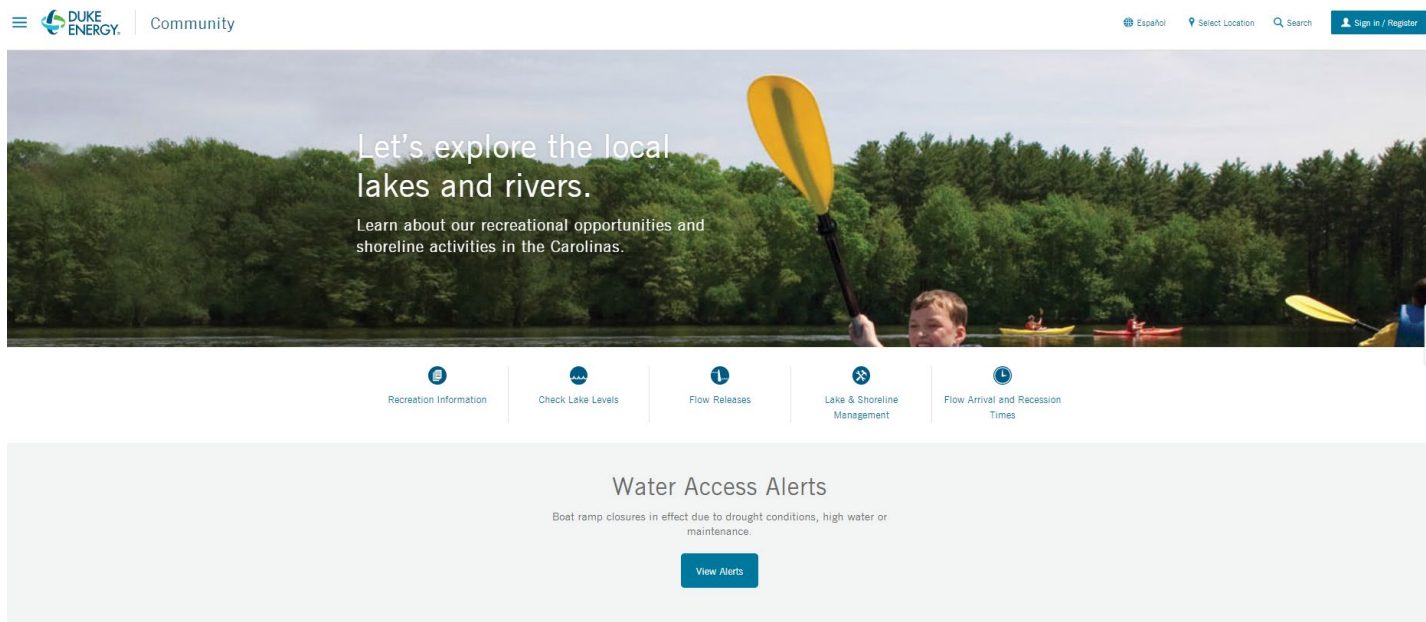 DUKE
ENERGY.
Community
Español
Select Location
Search
Sign in / Register
Let's explore the local
lakes and rivers.
Learn about our recreational opportunities and
shoreline activities in the Carolinas.
Recreation Information
Check Lake Levels
Flow Releases
Lake & Shoreline
Management
Flow Arrival and Recession
Times
Water Access Alerts
Boat ramp closures in effect due to drought conditions, high water or
maintenance.
View Alerts